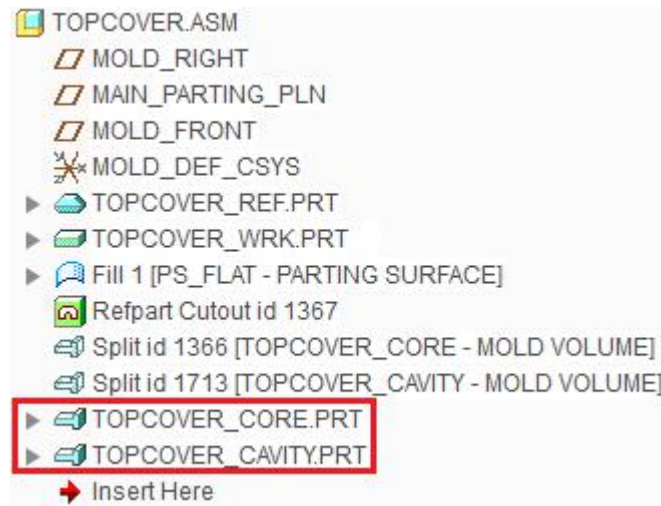 TOPCOVER.ASM
MOLD_RIGHT
MAIN_PARTING_PLN
MOLD_FRONT
MOLD_DEF_CSYS
TOPCOVER_REF.PRT
TOPCOVER_WRK.PRT
Fill 1 [PS_FLAT - PARTING SURFACE]
Refpart Cutout id 1367
Split id 1366 [TOPCOVER_CORE - MOLD VOLUME]
Split id 1713 [TOPCOVER_CAVITY - MOLD VOLUME]
TOPCOVER_CORE.PRT
TOPCOVER_CAVITY.PRT
Insert Here